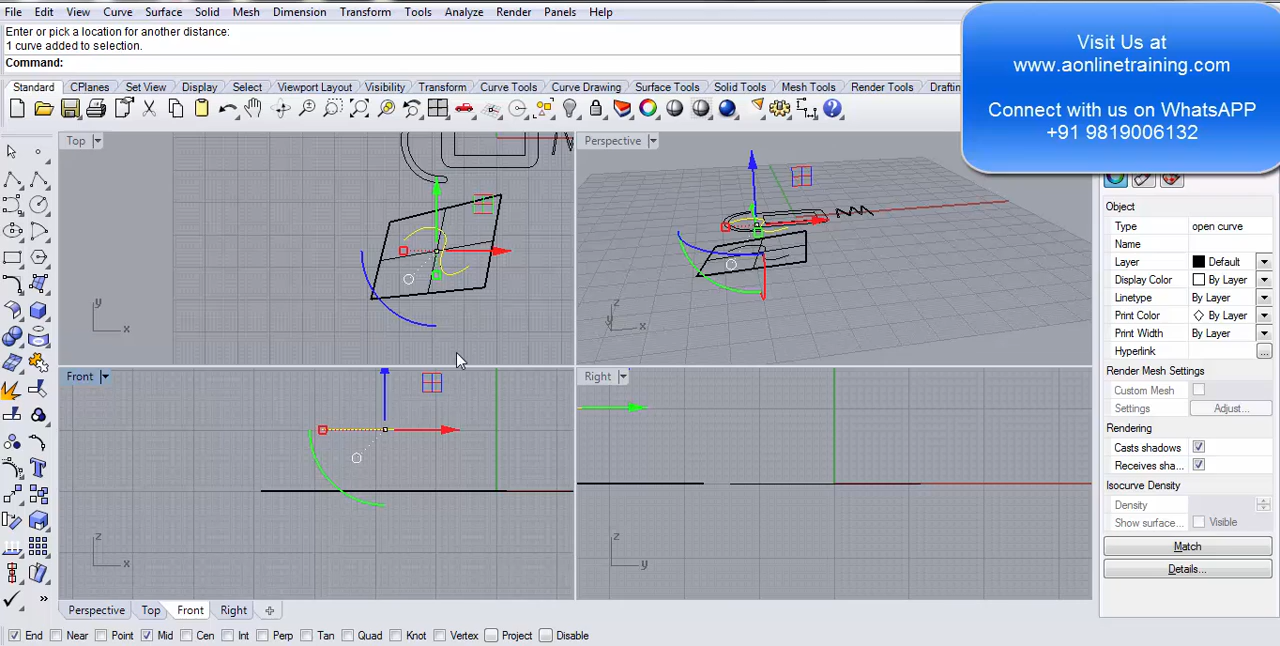 File Edit View Curve Surface Solid Mesh Dimension Transform Tools Analyze Render Panels Help
Enter or pick a location for another distance:
1 curve added to selection.
Command:
Visit Us at
www.aonlinetraining.com
Connect with us on WhatsAPP
+91 9819006132
Standard CPlanes Set View Display Select Viewport Layout Visibility Transform Curve Tools Curve Drawing Surface Tools Solid Tools Mesh Tools Render Tools Drafting
Top
y
x
Perspective
z
y
x
Front
z
x
Right
z
y
Object
Type open curve
Name
Layer Default
Display Color By Layer
Linetype By Layer
Print Color By Layer
Print Width By Layer
Hyperlink ...
Render Mesh Settings
Custom Mesh
Settings Adjust...
Rendering
Casts shadows
Receives sha...
Isocurve Density
Density
Show surface... Visible
Match
Details...
Perspective Top Front Right
End Near Point Mid Cen Int Perp Tan Quad Knot Vertex Project Disable